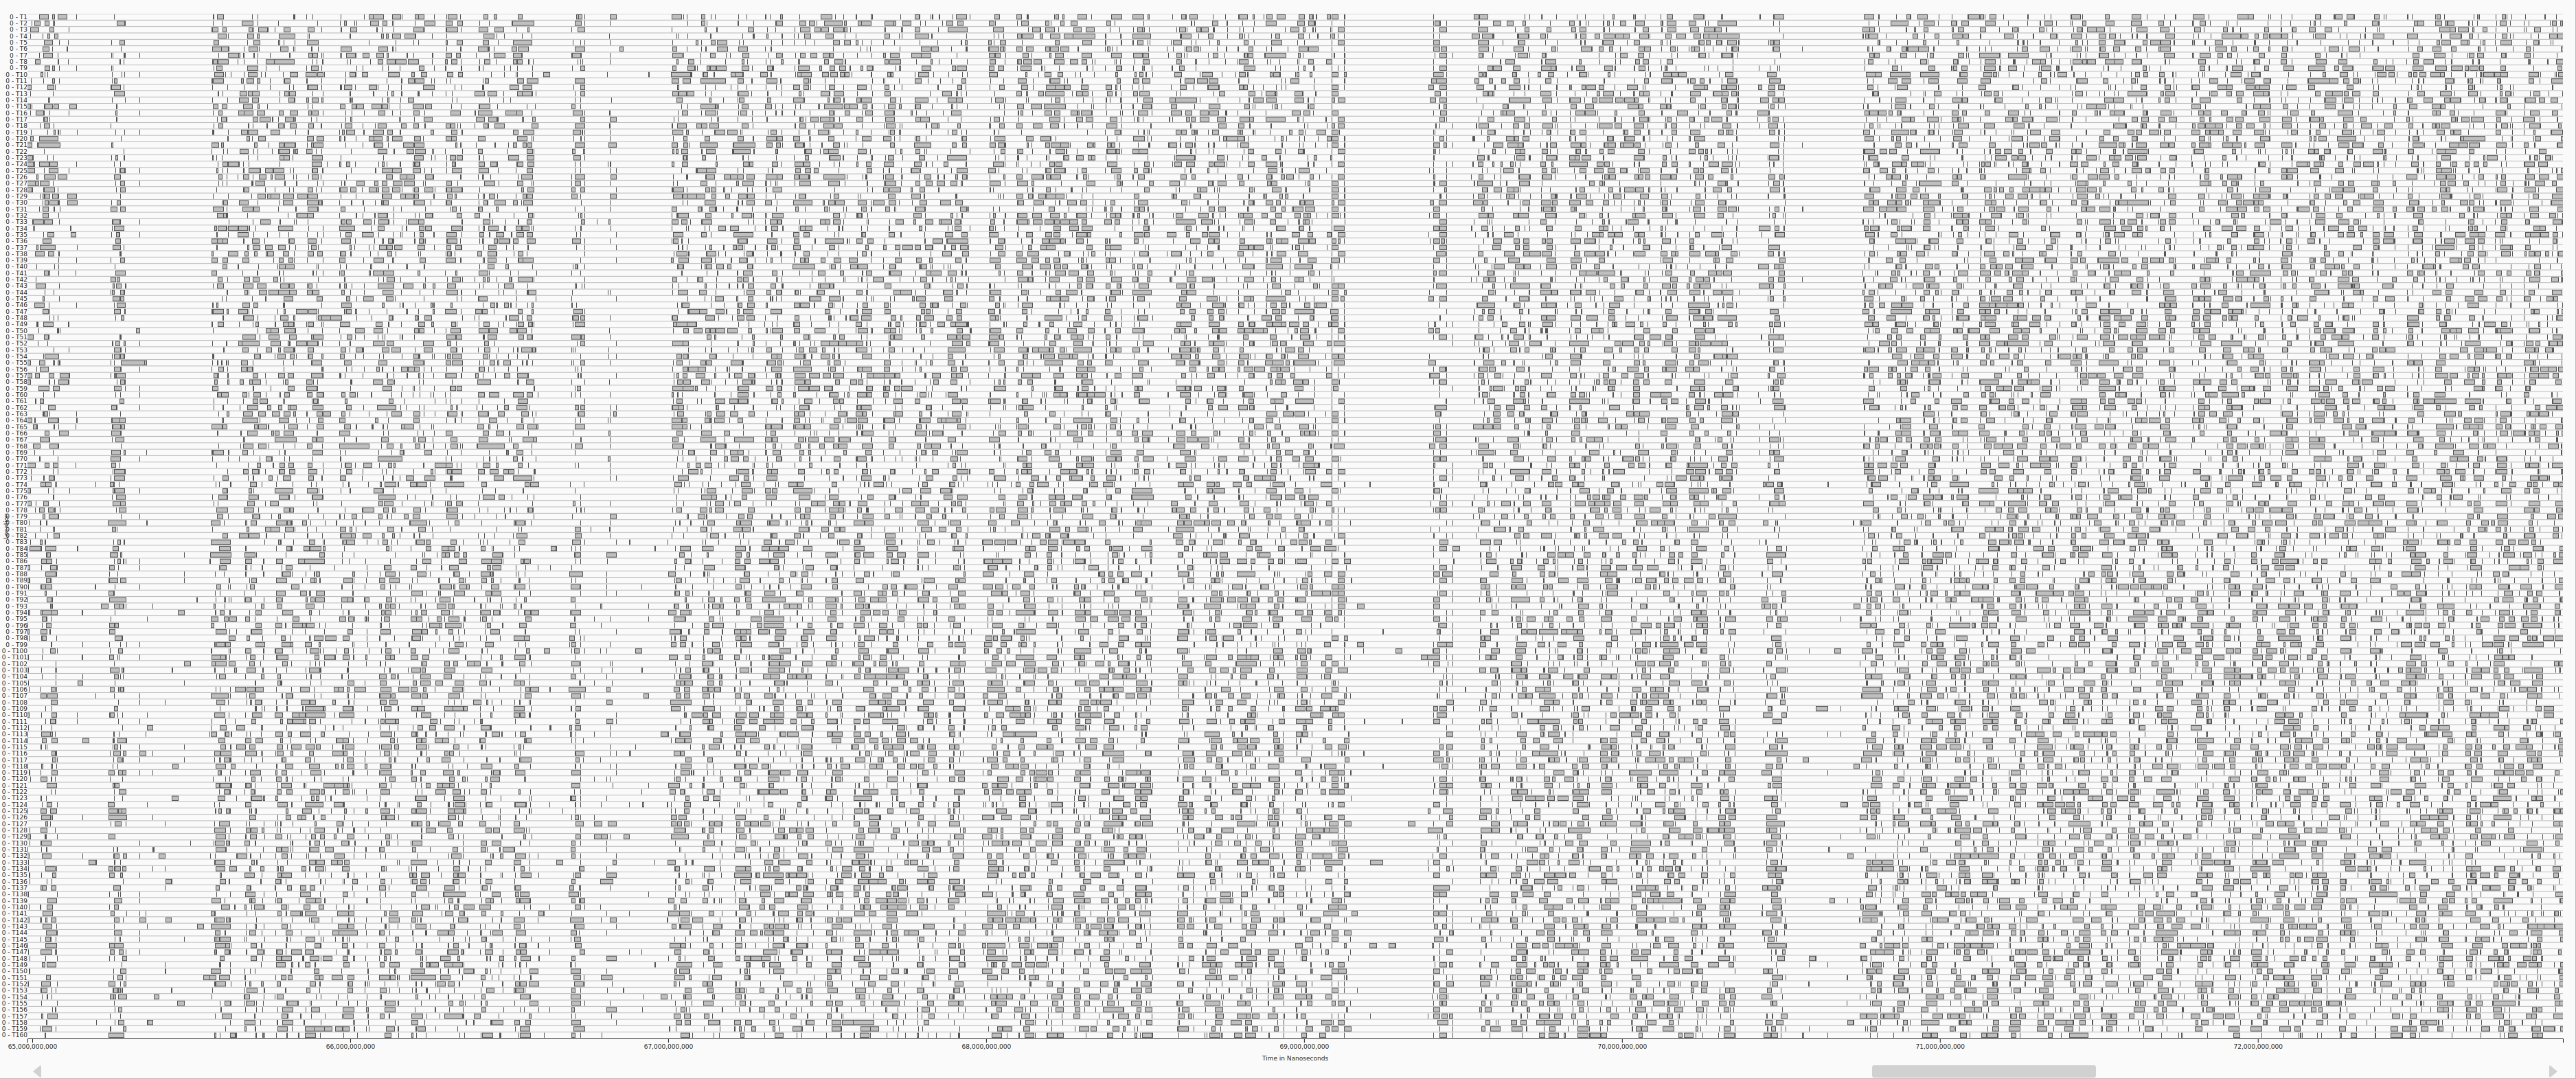 0 - T1
0 - T2
0 - T3
0 - T4
0 - T5
0 - T6
0 - T7
0 - T8
0 - T9
0 - T10
0 - T11
0 - T12
0 - T13
0 - T14
0 - T15
0 - T16
0 - T17
0 - T18
0 - T19
0 - T20
0 - T21
0 - T22
0 - T23
0 - T24
0 - T25
0 - T26
0 - T27
0 - T28
0 - T29
0 - T30
0 - T31
0 - T32
0 - T33
0 - T34
0 - T35
0 - T36
0 - T37
0 - T38
0 - T39
0 - T40
0 - T41
0 - T42
0 - T43
0 - T44
0 - T45
0 - T46
0 - T47
0 - T48
0 - T49
0 - T50
0 - T51
0 - T52
0 - T53
0 - T54
0 - T55
0 - T56
0 - T57
0 - T58
0 - T59
0 - T60
0 - T61
0 - T62
0 - T63
0 - T64
0 - T65
0 - T66
0 - T67
0 - T68
0 - T69
0 - T70
0 - T71
0 - T72
0 - T73
0 - T74
0 - T75
0 - T76
0 - T77
0 - T78
0 - T79
0 - T80
0 - T81
0 - T82
0 - T83
0 - T84
0 - T85
0 - T86
0 - T87
0 - T88
0 - T89
0 - T90
0 - T91
0 - T92
0 - T93
0 - T94
0 - T95
0 - T96
0 - T97
0 - T98
0 - T99
0 - T100
0 - T101
0 - T102
0 - T103
0 - T104
0 - T105
0 - T106
0 - T107
0 - T108
0 - T109
0 - T110
0 - T111
0 - T112
0 - T113
0 - T114
0 - T115
0 - T116
0 - T117
0 - T118
0 - T119
0 - T120
0 - T121
0 - T122
0 - T123
0 - T124
0 - T125
0 - T126
0 - T127
0 - T128
0 - T129
0 - T130
0 - T131
0 - T132
0 - T133
0 - T134
0 - T135
0 - T136
0 - T137
0 - T138
0 - T139
0 - T140
0 - T141
0 - T142
0 - T143
0 - T144
0 - T145
0 - T146
0 - T147
0 - T148
0 - T149
0 - T150
0 - T151
0 - T152
0 - T153
0 - T154
0 - T155
0 - T156
0 - T157
0 - T158
0 - T159
0 - T160
65,000,000,000 66,000,000,000 67,000,000,000 68,000,000,000 69,000,000,000 70,000,000,000 71,000,000,000 72,000,000,000
Time in Nanoseconds